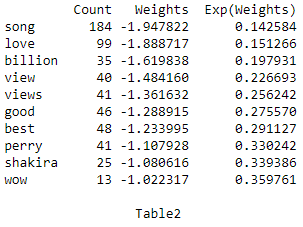 Count Weights Exp(Weights)
song 184 -1.947822 0.142584
love 99 -1.888717 0.151266
billion 35 -1.619838 0.197931
view 40 -1.484160 0.226693
views 41 -1.361632 0.256242
good 46 -1.288915 0.275570
best 48 -1.233995 0.291127
perry 41 -1.107928 0.330242
shakira 25 -1.080616 0.339386
wow 13 -1.022317 0.359761
Table2